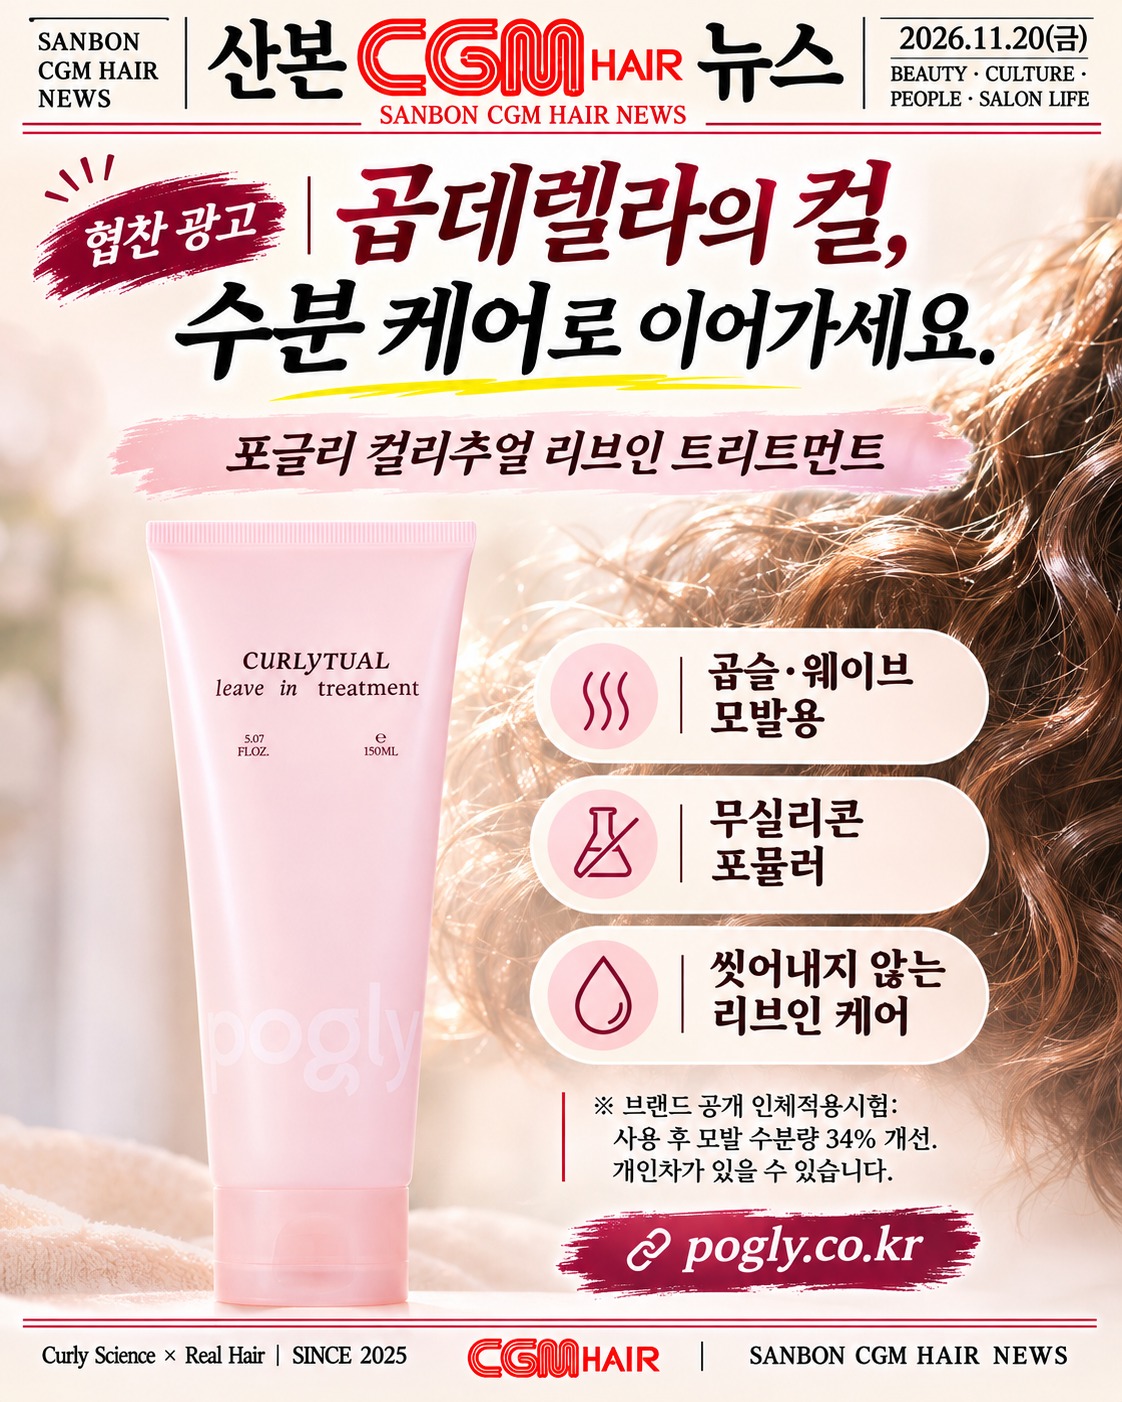 SANBON
CGM HAIR
NEWS
산본 CGM HAIR 뉴스
SANBON CGM HAIR NEWS
2026.11.20(금)
BEAUTY · CULTURE ·
PEOPLE · SALON LIFE
협찬 광고
곱데렐라의 컬,
수분 케어로 이어가세요.
포글리 컬리추얼 리브인 트리트먼트
CURLYTUAL
leave in treatment
5.07
FLOZ.
e
150ML
pogly
곱슬·웨이브
모발용
무실리콘
포뮬러
씻어내지 않는
리브인 케어
※ 브랜드 공개 인체적용시험:
사용 후 모발 수분량 34% 개선.
개인차가 있을 수 있습니다.
pogly.co.kr
Curly Science × Real Hair | SINCE 2025
CGM HAIR
SANBON CGM HAIR NEWS